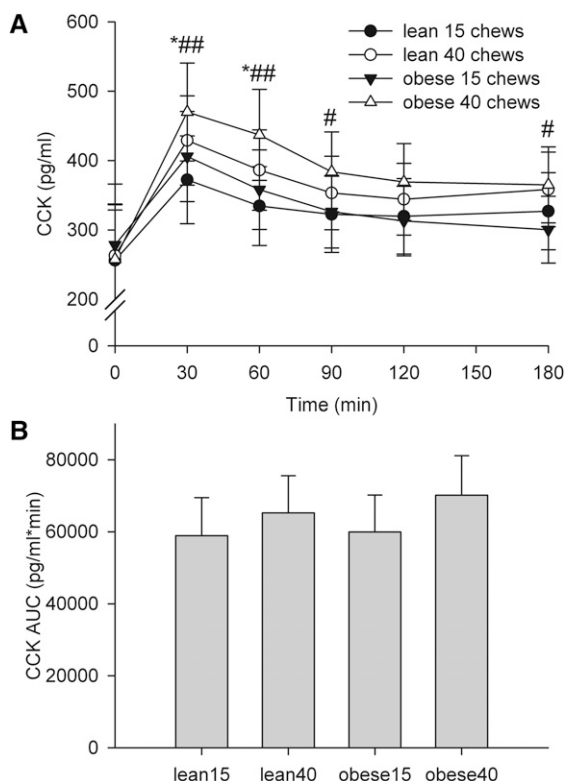 A
lean 15 chews
lean 40 chews
obese 15 chews
obese 40 chews
*##
*##
#
#
CCK (pg/ml)
600
500
400
300
200
0
0 30 60 90 120 150 180
Time (min)
B
CCK AUC (pg/ml*min)
80000
60000
40000
20000
0
lean15 lean40 obese15 obese40